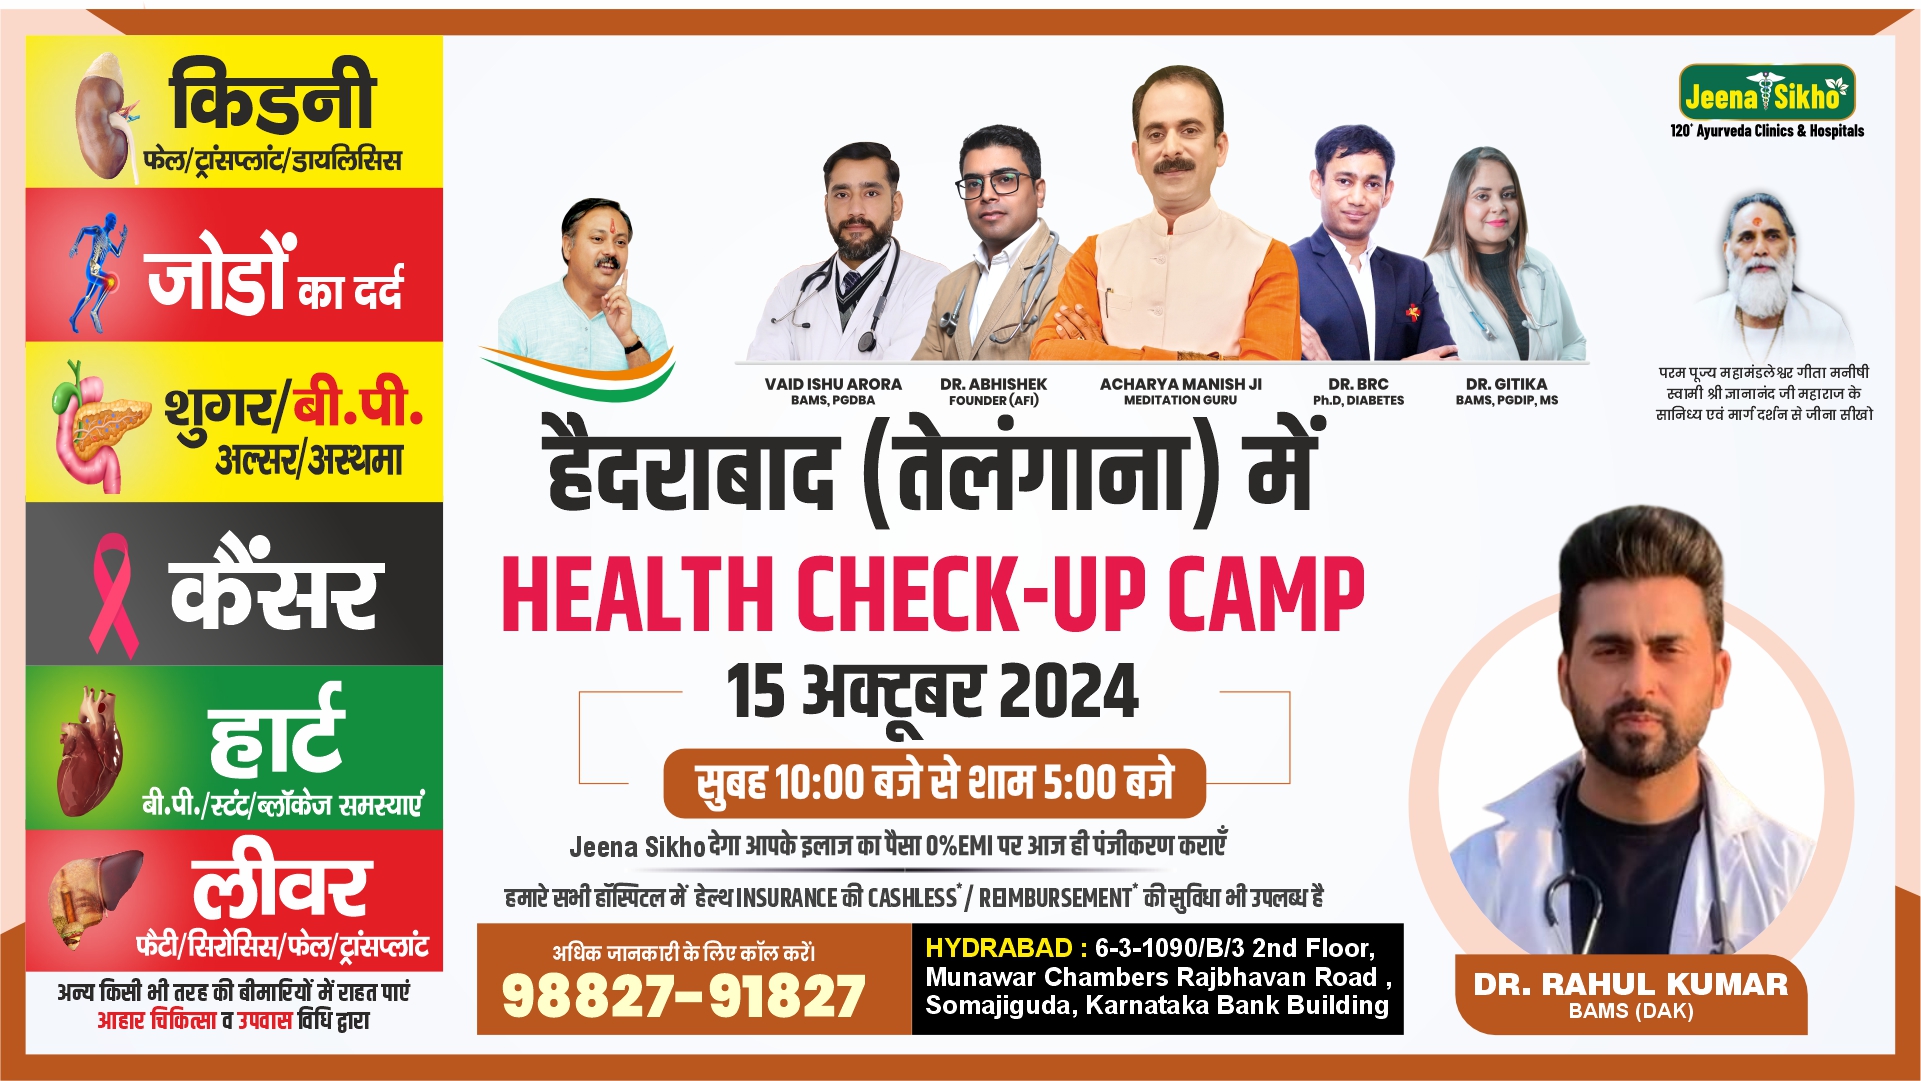 किडनी
फेल/ट्रांसप्लांट/डायलिसिस
जोडों का दर्द
शुगर/बी.पी.
अल्सर/अस्थमा
कैंसर
हार्ट
बी.पी./स्टंट/ब्लॉकेज समस्याएं
लीवर
फैटी/सिरोसिस/फेल/ट्रांसप्लांट
अन्य किसी भी तरह की बीमारियों में राहत पाएं
आहार चिकित्सा व उपवास विधि द्वारा
Jeena Sikho
120+ Ayurveda Clinics & Hospitals
VAID ISHU ARORA
BAMS, PGDBA
DR. ABHISHEK
FOUNDER (AFI)
ACHARYA MANISH JI
MEDITATION GURU
DR. BRC
Ph.D, DIABETES
DR. GITIKA
BAMS, PGDIP, MS
परम पूज्य महामंडलेश्वर गीता मनीषी
स्वामी श्री ज्ञानानंद जी महाराज के
सानिध्य एवं मार्ग दर्शन से जीना सीखो
हैदराबाद (तेलंगाना) में
HEALTH CHECK-UP CAMP
15 अक्टूबर 2024
सुबह 10:00 बजे से शाम 5:00 बजे
Jeena Sikho देगा आपके इलाज का पैसा 0%EMI पर आज ही पंजीकरण कराएँ
हमारे सभी हॉस्पिटल में हेल्थ INSURANCE की CASHLESS* / REIMBURSEMENT* की सुविधा भी उपलब्ध है
अधिक जानकारी के लिए कॉल करें।
98827-91827
HYDRABAD : 6-3-1090/B/3 2nd Floor,
Munawar Chambers Rajbhavan Road ,
Somajiguda, Karnataka Bank Building
DR. RAHUL KUMAR
BAMS (DAK)